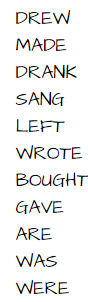 DREW
MADE
DRANK
SANG
LEFT
WROTE
BOUGHT
GAVE
ARE
WAS
WERE